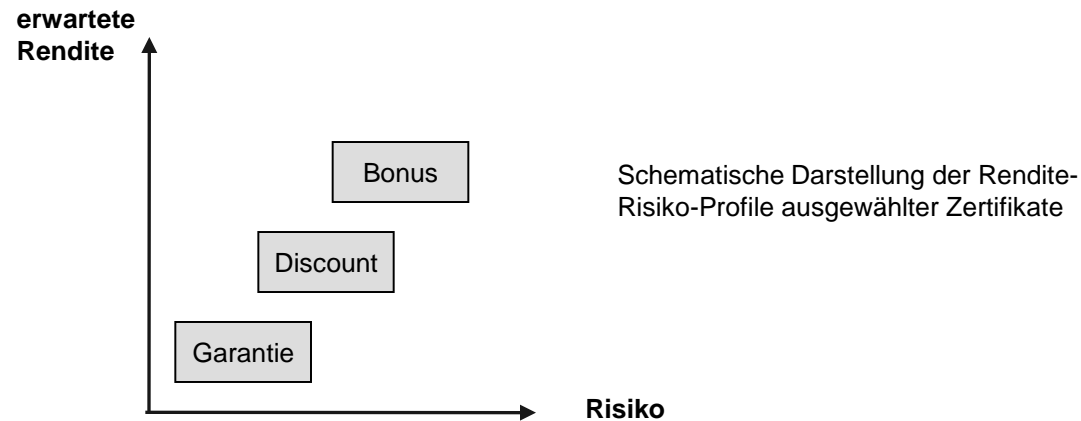 erwartete
Rendite
Bonus
Schematische Darstellung der Rendite-
Risiko-Profile ausgewählter Zertifikate
Discount
Garantie
Risiko